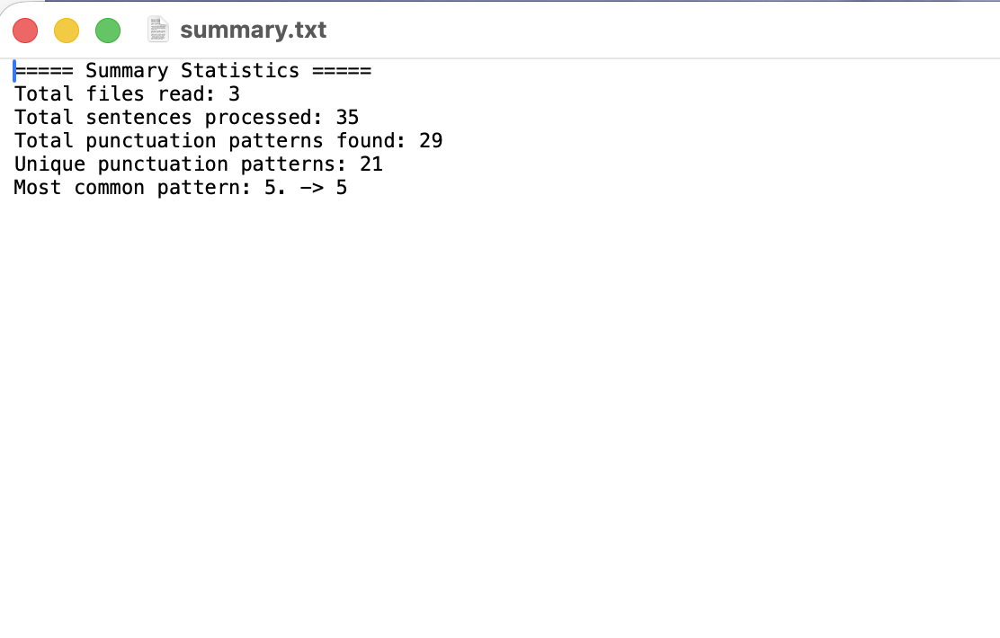 summary.txt
===== Summary Statistics =====
Total files read: 3
Total sentences processed: 35
Total punctuation patterns found: 29
Unique punctuation patterns: 21
Most common pattern: 5. -> 5